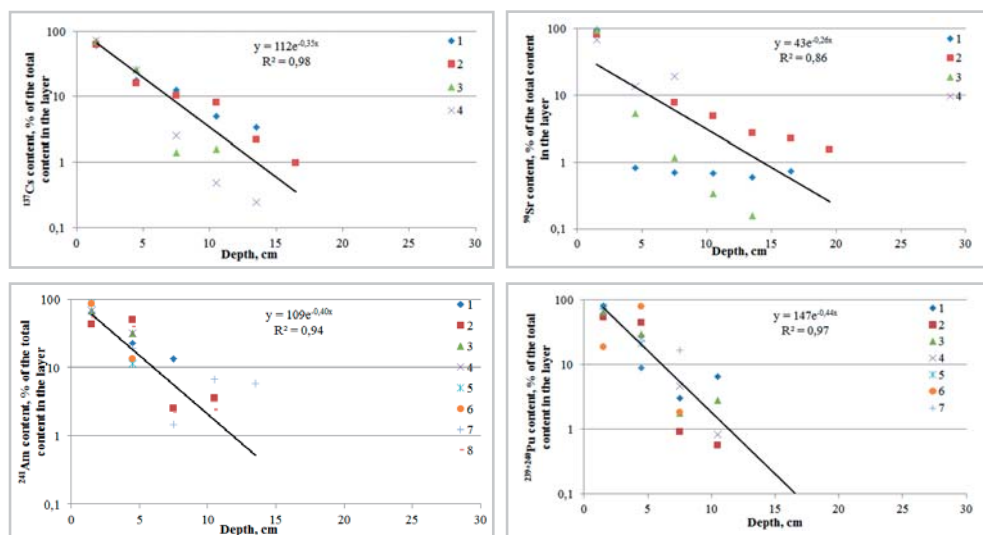 100
10
1
0,1
0 5 10 15 20 25 30
¹³⁷Cs content, % of the total
content in the layer
Depth, cm
y = 112e^-0,35x
R² = 0,98
1
2
3
4
100
10
1
0,1
0 5 10 15 20 25 30
⁹⁰Sr content, % of the total content
in the layer
Depth, cm
y = 43e^-0,26x
R² = 0,86
1
2
3
4
100
10
1
0,1
0 5 10 15 20 25 30
²⁴¹Am content, % of the total
content in the layer
Depth, cm
y = 109e^-0,40x
R² = 0,94
1
2
3
4
5
6
7
8
100
10
1
0,1
0 5 10 15 20 25 30
²³⁹⁺²⁴⁰Pu content, % of the total
content in the layer
Depth, cm
y = 147e^-0,44x
R² = 0,97
1
2
3
4
5
6
7